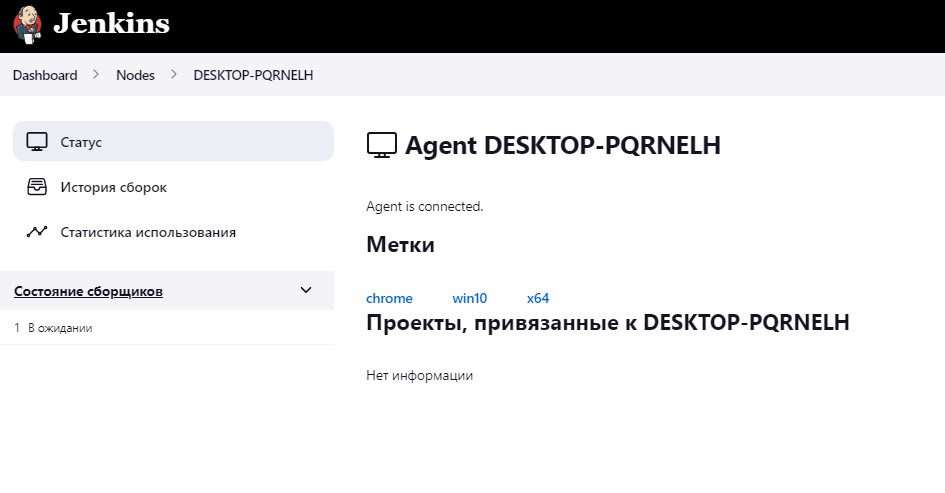 Jenkins
Dashboard > Nodes > DESKTOP-PQRNELH
Статус
История сборок
Статистика использования
Состояние сборщиков
1 В ожидании
Agent DESKTOP-PQRNELH
Agent is connected.
Метки
chrome win10 x64
Проекты, привязанные к DESKTOP-PQRNELH
Нет информации